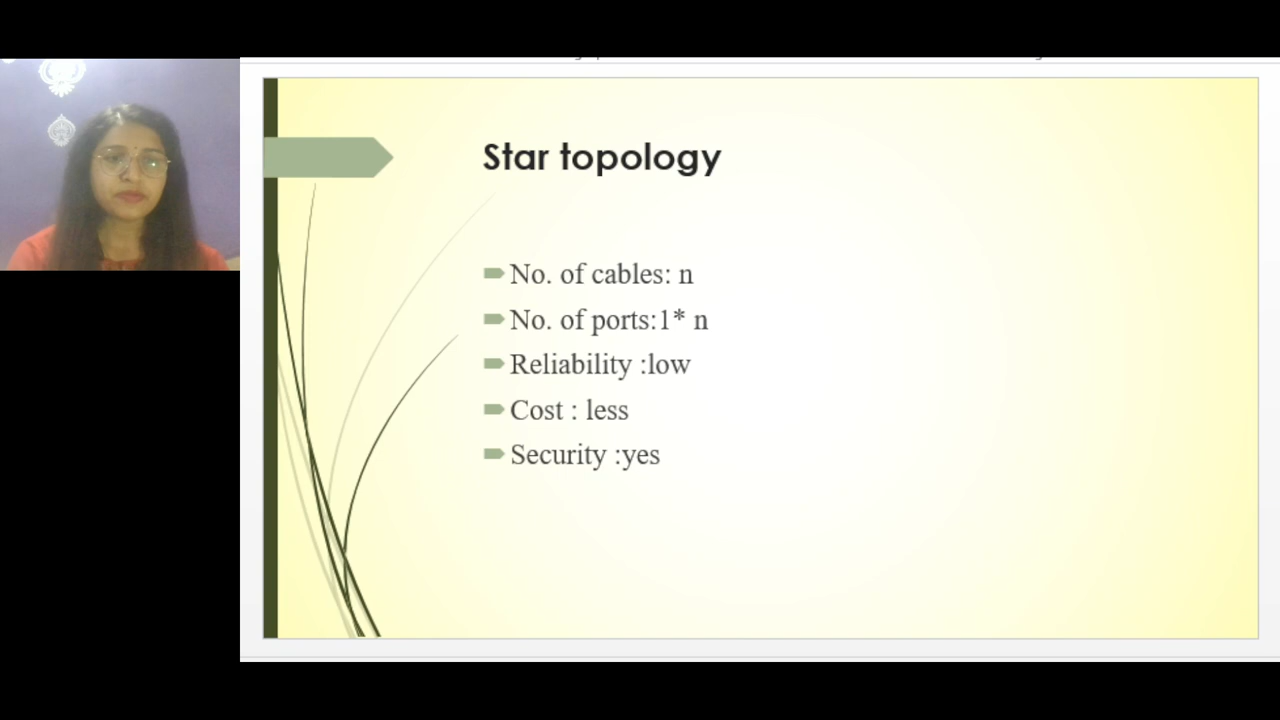 Star topology
No. of cables: n
No. of ports:1* n
Reliability :low
Cost : less
Security :yes